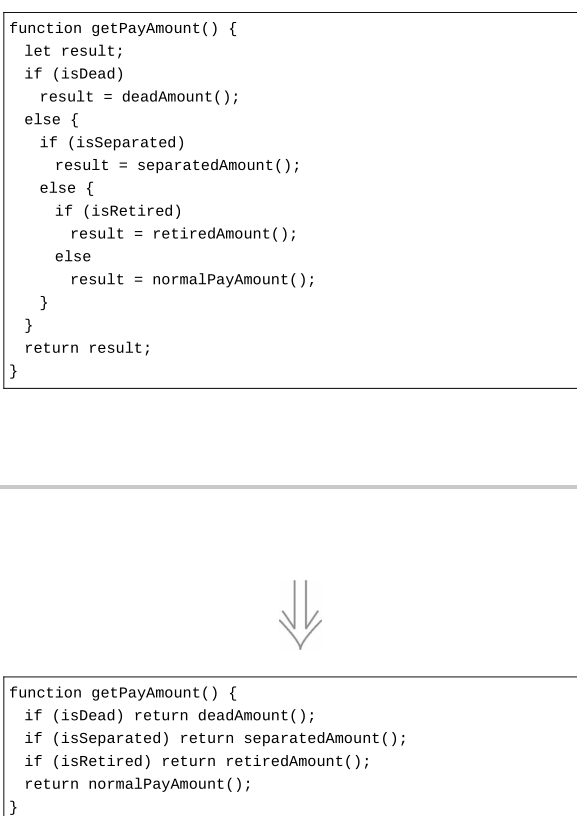 function getPayAmount() {
  let result;
  if (isDead)
    result = deadAmount();
  else {
    if (isSeparated)
      result = separatedAmount();
    else {
      if (isRetired)
        result = retiredAmount();
      else
        result = normalPayAmount();
    }
  }
  return result;
}
function getPayAmount() {
  if (isDead) return deadAmount();
  if (isSeparated) return separatedAmount();
  if (isRetired) return retiredAmount();
  return normalPayAmount();
}